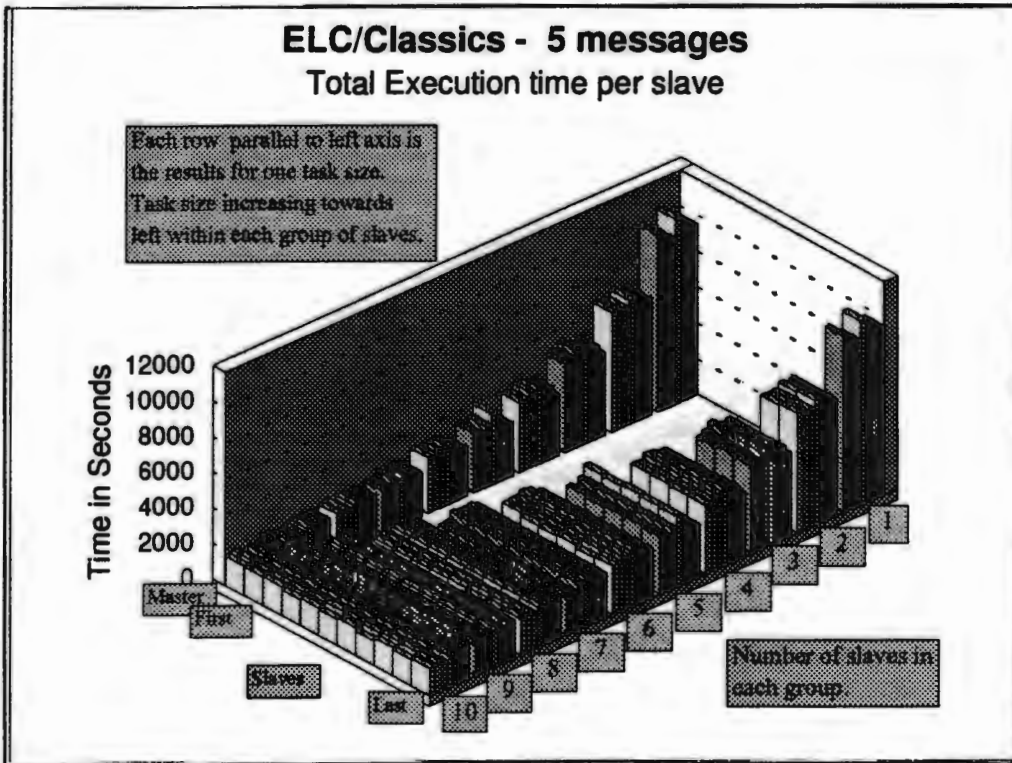 ELC/Classics - 5 messages
Total Execution time per slave
Each row parallel to left axis is
the results for one task size.
Task size increasing towards
left within each group of slaves.
Time in Seconds
12000
10000
8000
6000
4000
2000
0
Master
First
Slaves
Last
10
9
8
7
6
5
4
3
2
1
Number of slaves in
each group.